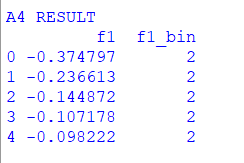 A4 RESULT
f1 f1_bin
0 -0.374797 2
1 -0.236613 2
2 -0.144872 2
3 -0.107178 2
4 -0.098222 2